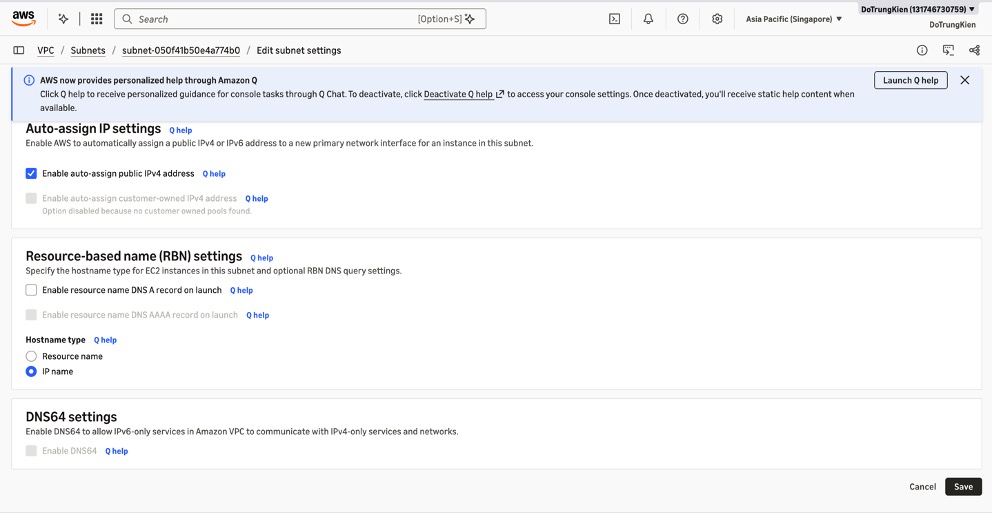 aws
Search
[Option+S]
Asia Pacific (Singapore) ▼
DoTrungKien (131746730759) ▼
DoTrungKien
VPC / Subnets / subnet-050f41b50e4a774b0 / Edit subnet settings
AWS now provides personalized help through Amazon Q
Click Q help to receive personalized guidance for console tasks through Q Chat. To deactivate, click Deactivate Q help to access your console settings. Once deactivated, you'll receive static help content when
available.
Launch Q help
Auto-assign IP settings Q help
Enable AWS to automatically assign a public IPv4 or IPv6 address to a new primary network interface for an instance in this subnet.
Enable auto-assign public IPv4 address Q help
Enable auto-assign customer-owned IPv4 address Q help
Option disabled because no customer owned pools found.
Resource-based name (RBN) settings Q help
Specify the hostname type for EC2 instances in this subnet and optional RBN DNS query settings.
Enable resource name DNS A record on launch Q help
Enable resource name DNS AAAA record on launch Q help
Hostname type Q help
Resource name
IP name
DNS64 settings
Enable DNS64 to allow IPv6-only services in Amazon VPC to communicate with IPv4-only services and networks.
Enable DNS64 Q help
Cancel
Save